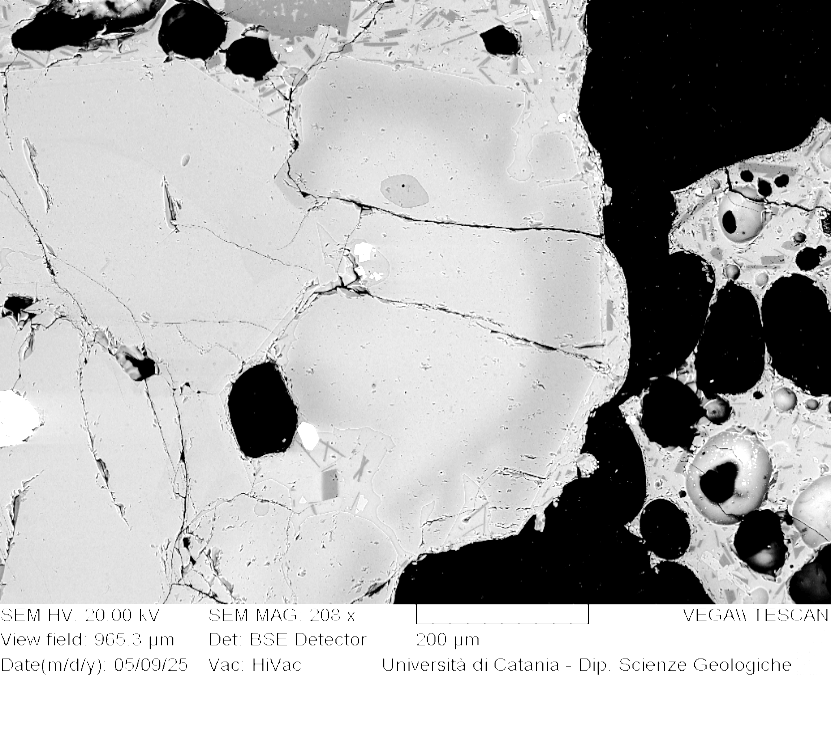 SEM HV: 20.00 kV SEM MAG: 208 x VEGA\\ TESCAN
View field: 965.3 µm Det: BSE Detector 200 µm
Date(m/d/y): 05/09/25 Vac: HiVac Università di Catania - Dip. Scienze Geologiche